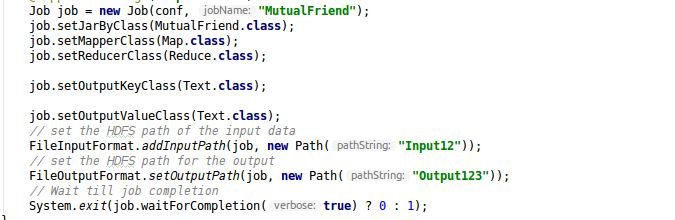 Job job = new Job(conf, jobName: "MutualFriend");
job.setJarByClass(MutualFriend.class);
job.setMapperClass(Map.class);
job.setReducerClass(Reduce.class);
job.setOutputKeyClass(Text.class);
job.setOutputValueClass(Text.class);
// set the HDFS path of the input data
FileInputFormat.addInputPath(job, new Path( pathString: "Input12"));
// set the HDFS path for the output
FileOutputFormat.setOutputPath(job, new Path( pathString: "Output123"));
// Wait till job completion
System.exit(job.waitForCompletion( verbose: true) ? 0 : 1);
}